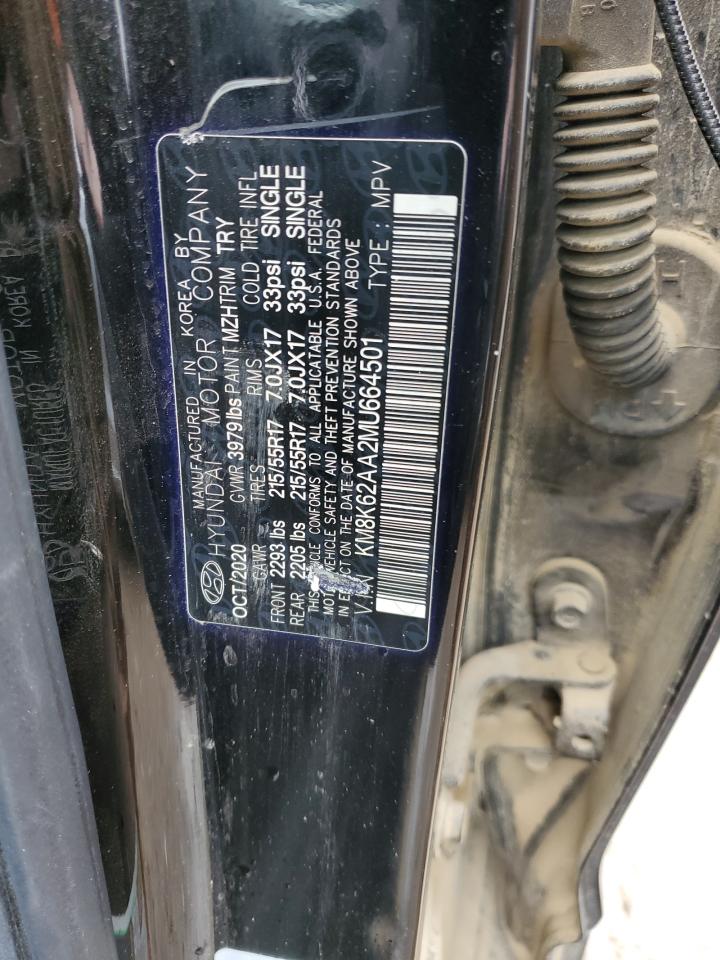 MANUFACTURED IN KOREA BY
HYUNDAI MOTOR COMPANY
OCT/2020 GVWR 3979 lbs PAINT MZH TRIM TRY
GAWR TIRES RIMS COLD TIRE INFL
FRONT 2293 lbs 215/55R17 7.0JX17 33psi SINGLE
REAR 2205 lbs 215/55R17 7.0JX17 33psi SINGLE
THIS VEHICLE CONFORMS TO ALL APPLICATABLE U.S.A. FEDERAL
MOTOR VEHICLE SAFETY AND THEFT PREVENTION STANDARDS
IN EFFECT ON THE DATE OF MANUFACTURE SHOWN ABOVE
V.I.N KM8K62AA2MU664501 TYPE : MPV